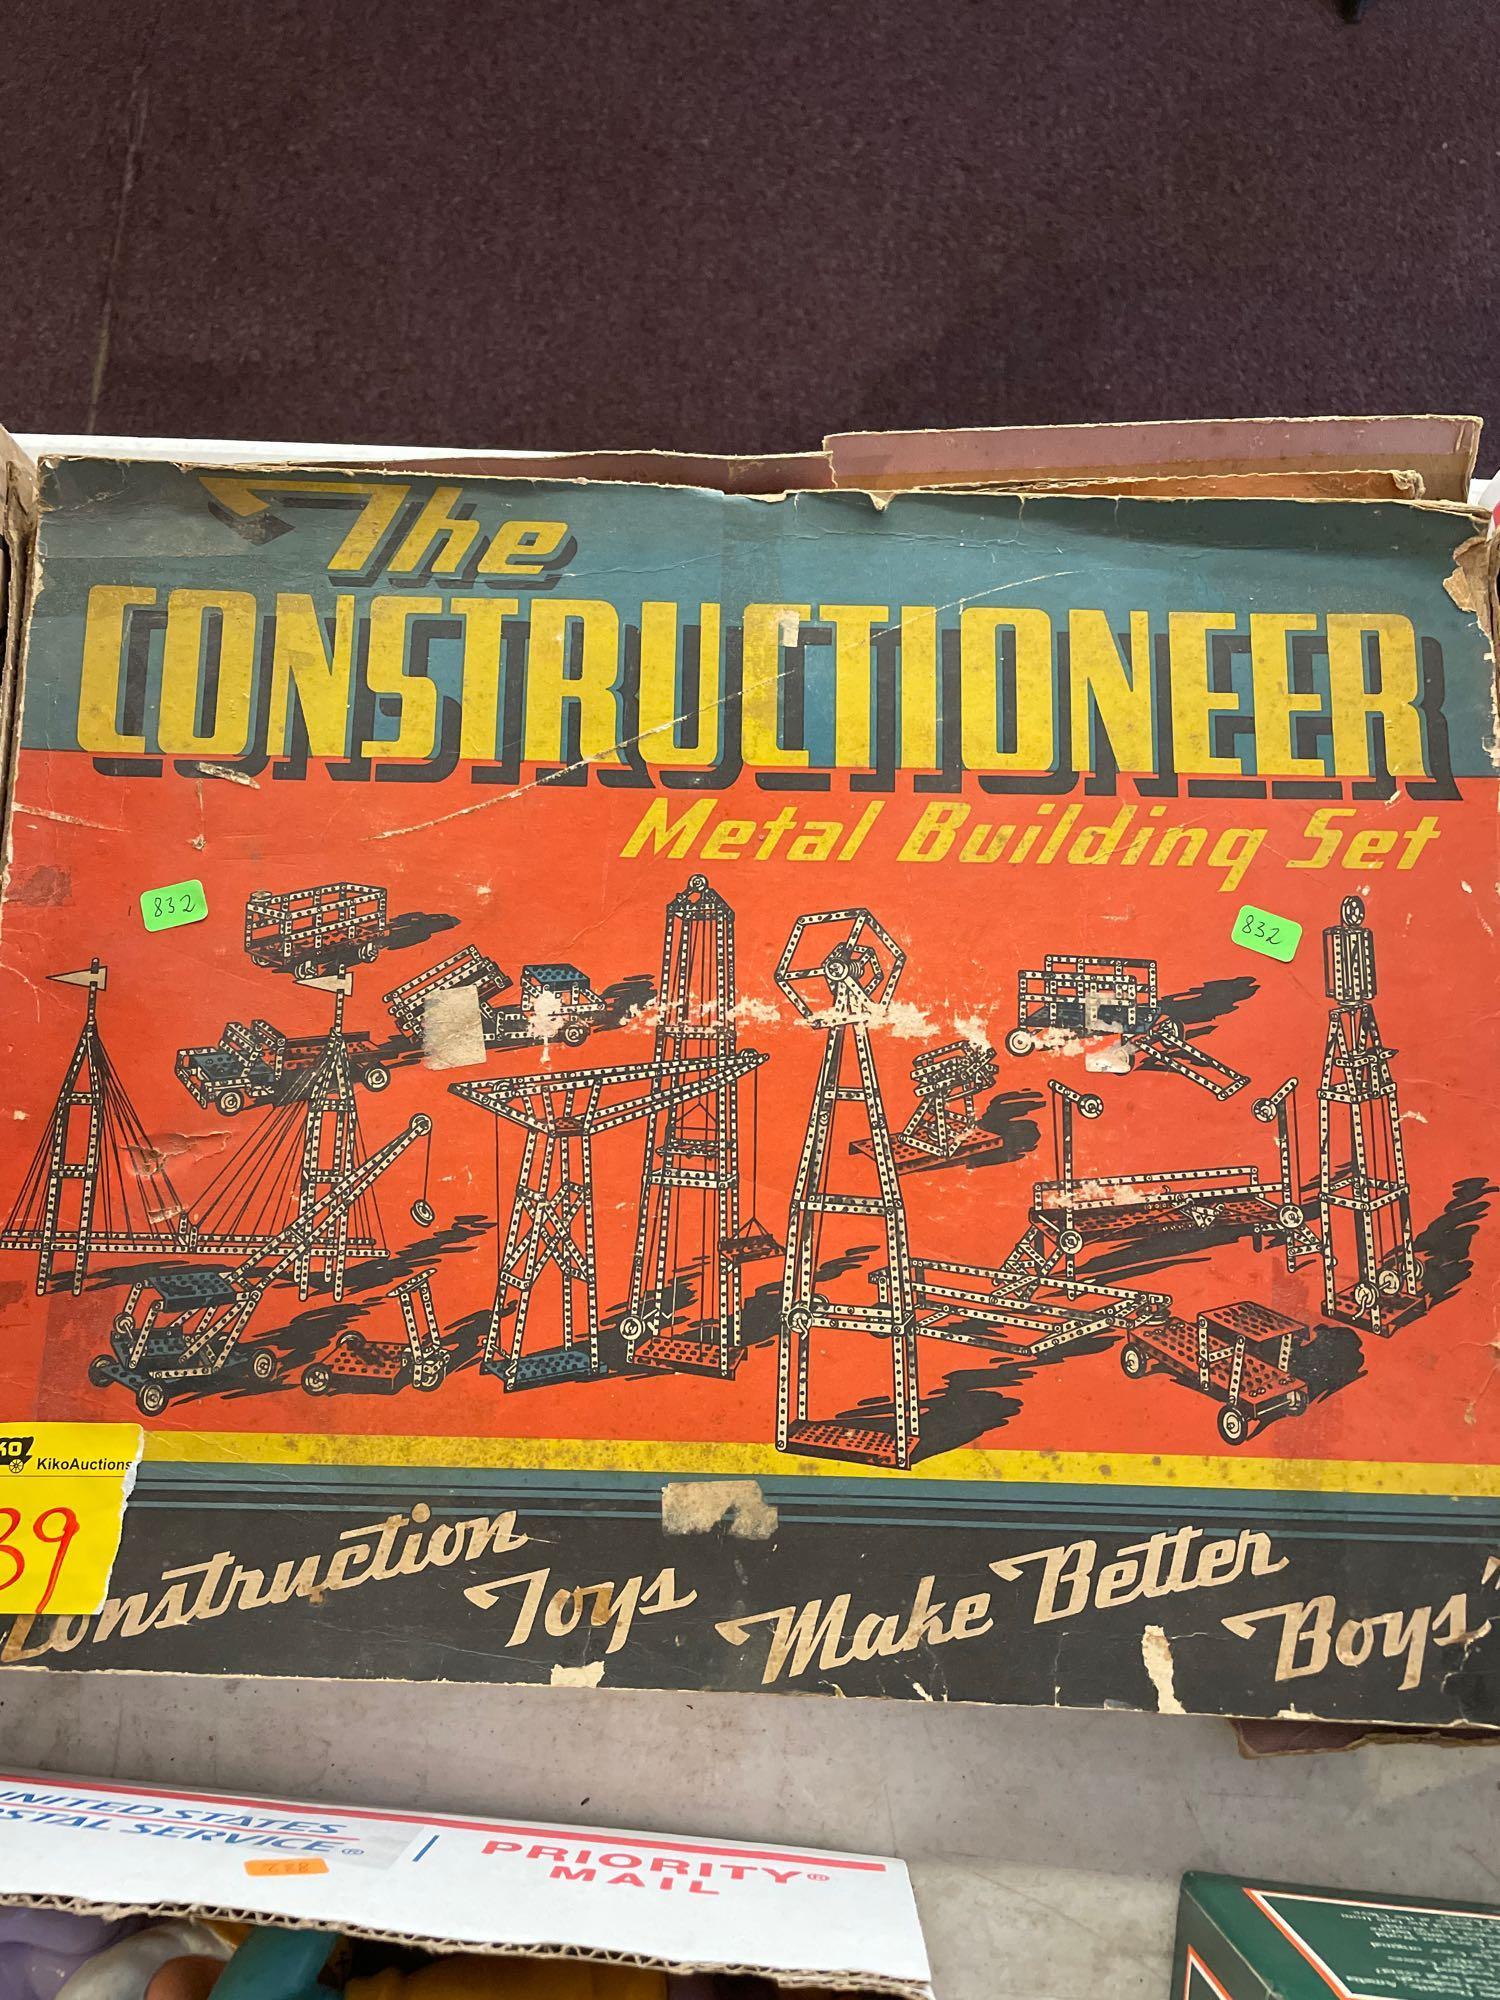 The
CONSTRUCTIONEER
Metal Building Set
832
832
KikoAuctions
39
Construction
Toys
Make Better
Boys"
UNITED STATES
POSTAL SERVICE®
PRIORITY®
MAIL
832